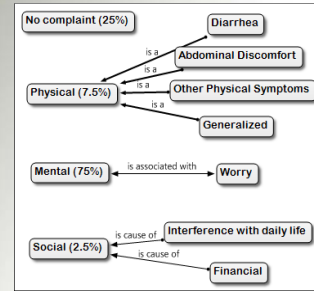 No complaint (25%)
Diarrhea
Abdominal Discomfort
is a
is a
Physical (7.5%)
is a
Other Physical Symptoms
is a
Generalized
Mental (75%)
is associated with
Worry
is cause of
Interference with daily life
Social (2.5%)
is cause of
Financial